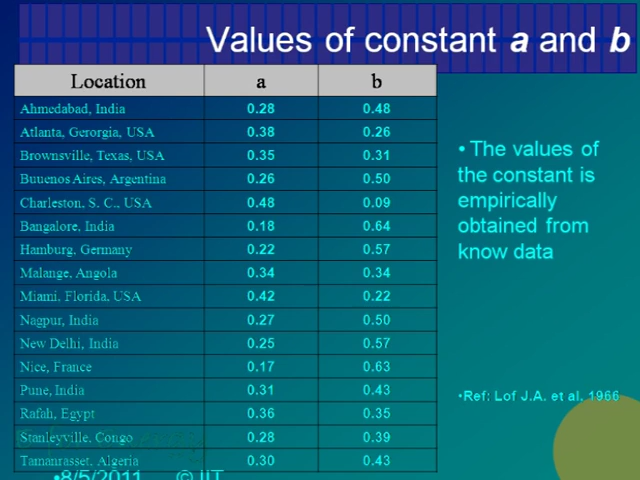 Values of constant a and b
Location a b
Ahmedabad, India 0.28 0.48
Atlanta, Gerorgia, USA 0.38 0.26
Brownsville, Texas, USA 0.35 0.31
Buuenos Aires, Argentina 0.26 0.50
Charleston, S. C., USA 0.48 0.09
Bangalore, India 0.18 0.64
Hamburg, Germany 0.22 0.57
Malange, Angola 0.34 0.34
Miami, Florida, USA 0.42 0.22
Nagpur, India 0.27 0.50
New Delhi, India 0.25 0.57
Nice, France 0.17 0.63
Pune, India 0.31 0.43
Rafah, Egypt 0.36 0.35
Stanleyville, Congo 0.28 0.39
Tamanrasset, Algeria 0.30 0.43
• The values of
the constant is
empirically
obtained from
know data
•Ref: Lof J.A. et al, 1966
•8/5/2011 © IIT